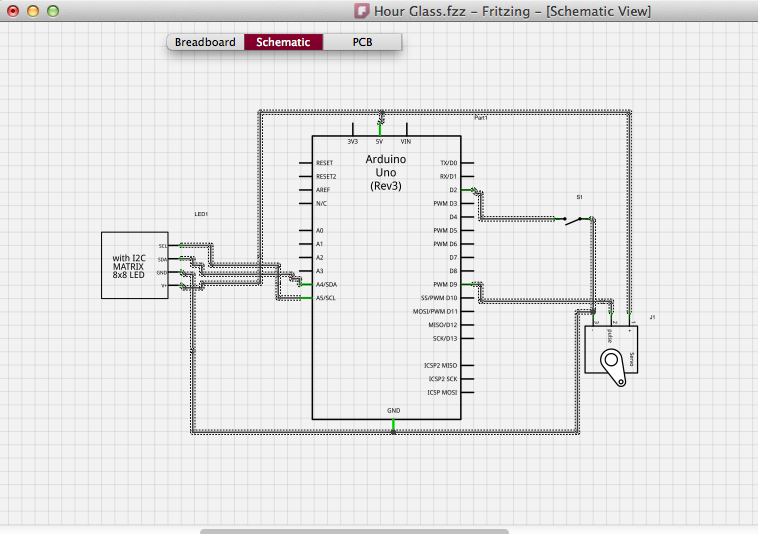 Hour Glass.fzz – Fritzing – [Schematic View]
Breadboard
Schematic
PCB
Part1
3V3
5V
VIN
Arduino
Uno
(Rev3)
RESET
RESET2
AREF
N/C
A0
A1
A2
A3
A4/SDA
A5/SCL
TX/D0
RX/D1
D2
PWM D3
D4
PWM D5
PWM D6
D7
D8
PWM D9
SS/PWM D10
MOSI/PWM D11
MISO/D12
SCK/D13
ICSP2 MISO
ICSP2 SCK
ICSP MOSI
GND
LED1
with I2C
MATRIX
8x8 LED
SCL
SDA
GND
V+
S1
J1
3
2
1
-
pulse
+
Servo